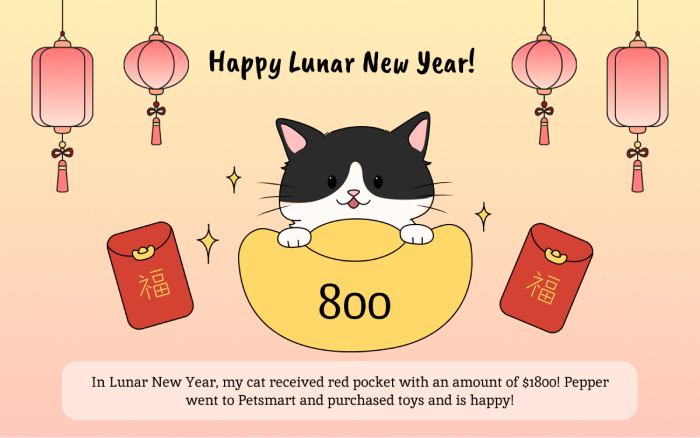 Happy Lunar New Year!
福
福
800
In Lunar New Year, my cat received red pocket with an amount of $1800! Pepper
went to Petsmart and purchased toys and is happy!